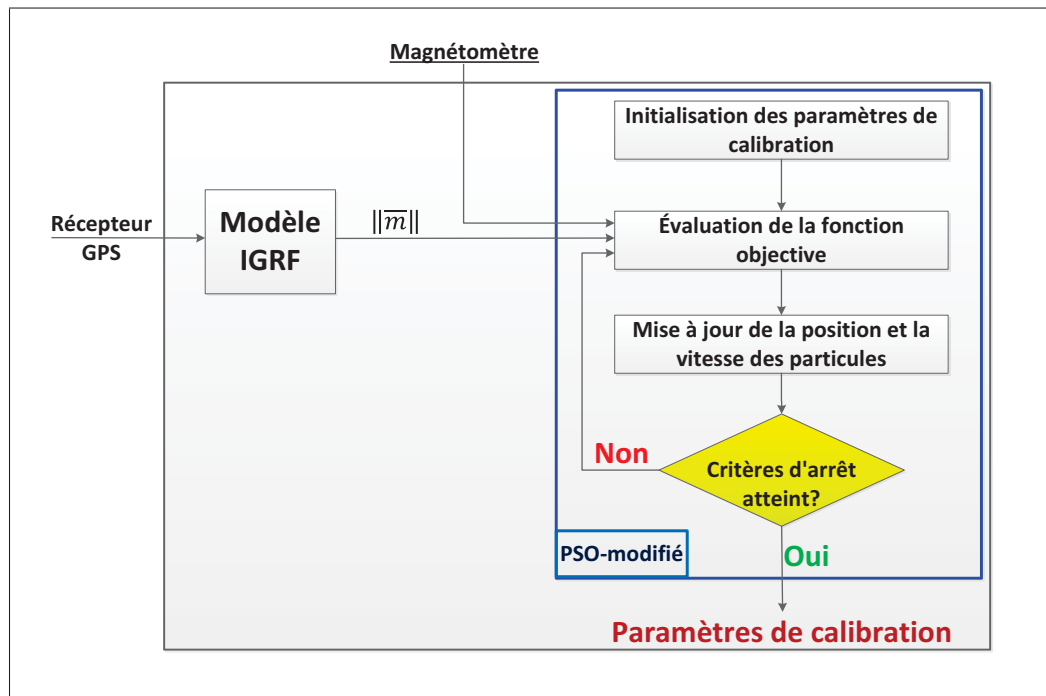 Magnétomètre
Initialisation des paramètres de
calibration
Récepteur
GPS
Modèle
IGRF
‖m̅‖
Évaluation de la fonction
objective
Mise à jour de la position et la
vitesse des particules
Non
Critères d'arrêt
atteint?
PSO-modifié
Oui
Paramètres de calibration